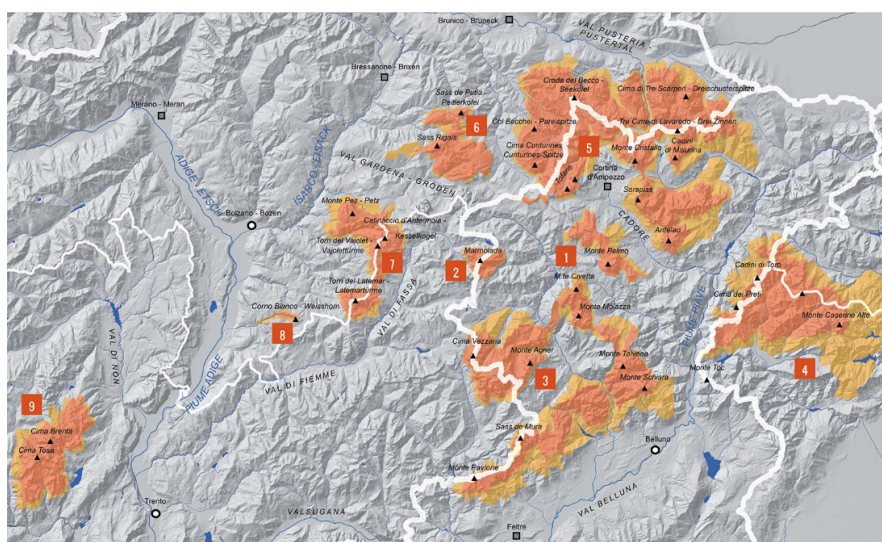 Brunico - Bruneck
VAL PUSTERIA
PUSTERTAL
Bressanone - Brixen
Merano - Meran
ADIGE / ETSCH
ISARCO / EISACK
Sass de Putia
Peitlerkofel
6
Sass Rigais
VAL GARDENA - GRÖDEN
Croda del Becco -
Seekofel
Cima di Tre Scarperi - Dreischusterspitze
Col Becchei - Pareispitze
Tre Cime di Lavaredo - Drei Zinnen
5
Monte Cristallo
Cadini
di Misurina
Cima Cunturines -
Cunturines-Spitze
Tofane
Cortina
d'Ampezzo
Sorapiss
CADORE
Antelao
Bolzano - Bozen
Monte Pez - Petz
Catinaccio d'Antermoia -
Kesselkogel
Torri del Vajolet -
Vajolettürme
7
Torri del Latemar -
Latemartürme
VAL DI FASSA
Corno Bianco - Weisshorn
8
VAL DI FIEMME
FIUME ADIGE
VAL DI NON
2
Marmolada
1
Monte Pelmo
M.te Civetta
Monte Moiazza
FIUME PIAVE
Cadini di Toro
Cima dei Preti
Monte Caserine Alte
4
Monte Toc
Cima Vezzana
Monte Agner
3
Monte Talvena
Monte Schiara
Sass de Mura
Belluno
Monte Pavione
VAL BELLUNA
Feltre
9
Cima Brenta
Cima Tosa
Trento
VALSUGANA